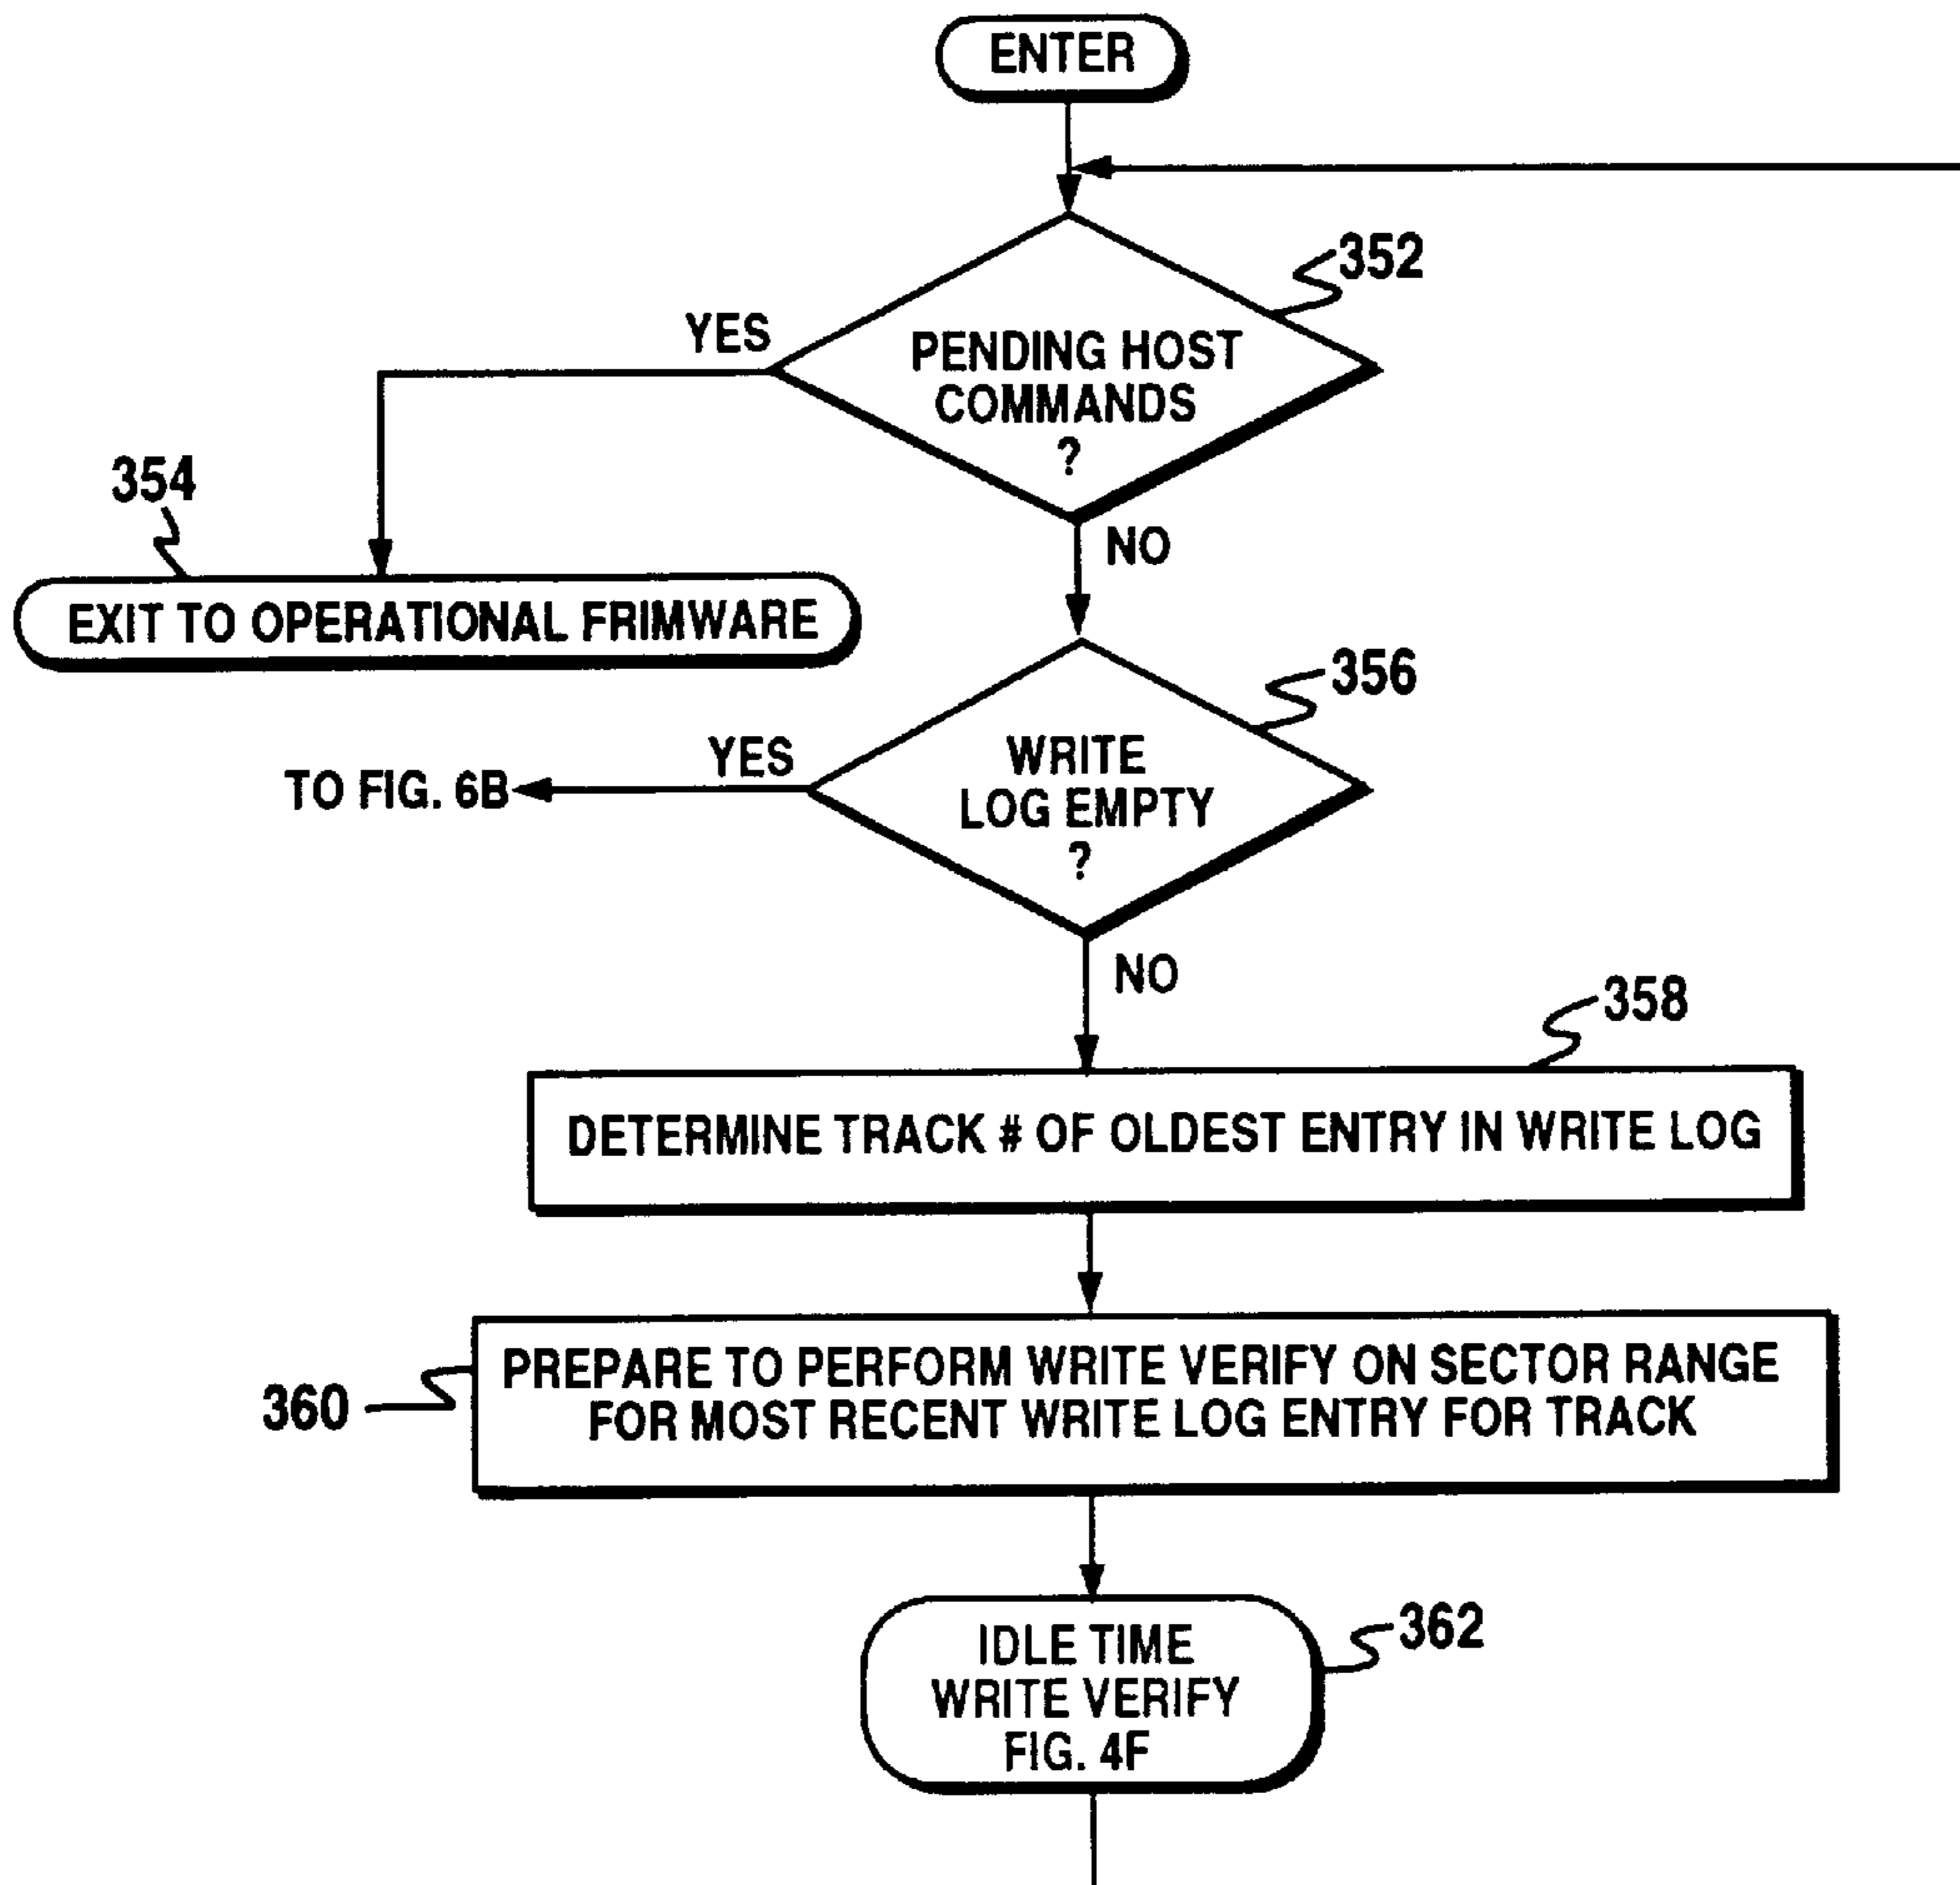 ENTER
352
YES
PENDING HOST
COMMANDS
?
354
NO
EXIT TO OPERATIONAL FRIMWARE
356
YES
WRITE
LOG EMPTY
?
TO FIG. 6B
NO
358
DETERMINE TRACK # OF OLDEST ENTRY IN WRITE LOG
PREPARE TO PERFORM WRITE VERIFY ON SECTOR RANGE
FOR MOST RECENT WRITE LOG ENTRY FOR TRACK
360
362
IDLE TIME
WRITE VERIFY
FIG. 4F